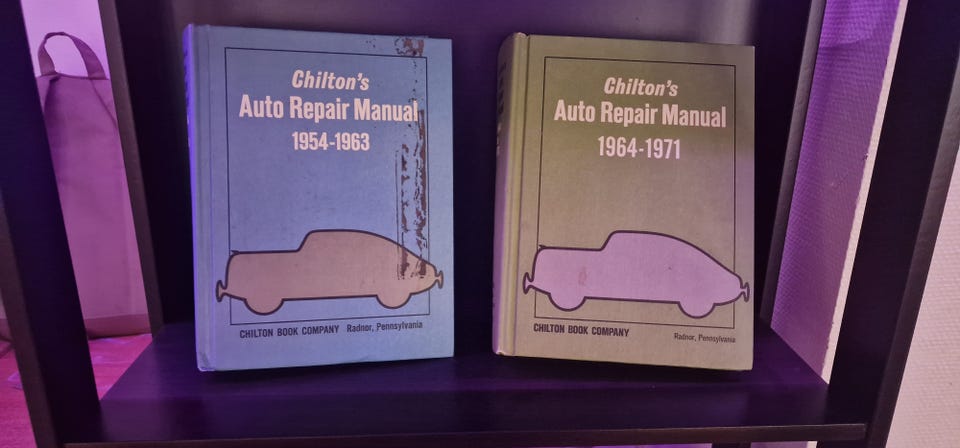 Chilton's
Auto Repair Manual
1954-1963
CHILTON BOOK COMPANY Radnor, Pennsylvania
Chilton's
Auto Repair Manual
1964-1971
CHILTON BOOK COMPANY Radnor, Pennsylvania